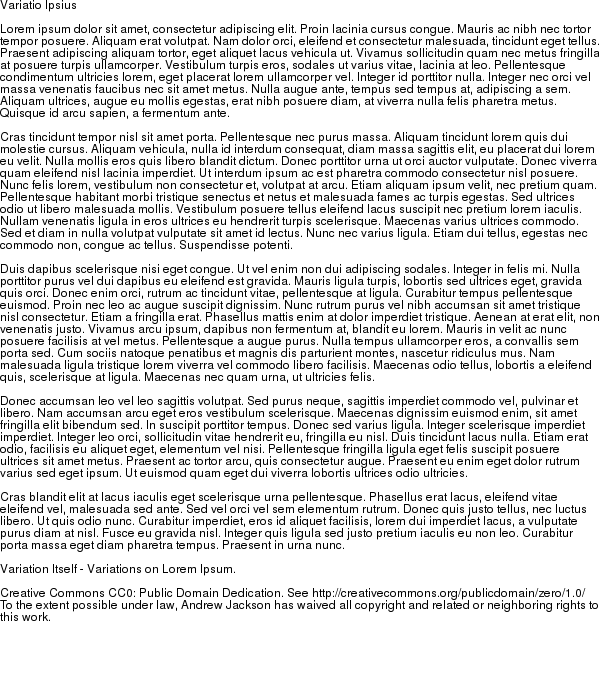 Variatio Ipsius
Lorem ipsum dolor sit amet, consectetur adipiscing elit. Proin lacinia cursus congue. Mauris ac nibh nec tortor
tempor posuere. Aliquam erat volutpat. Nam dolor orci, eleifend et consectetur malesuada, tincidunt eget tellus.
Praesent adipiscing aliquam tortor, eget aliquet lacus vehicula ut. Vivamus sollicitudin quam nec metus fringilla
at posuere turpis ullamcorper. Vestibulum turpis eros, sodales ut varius vitae, lacinia at leo. Pellentesque
condimentum ultricies lorem, eget placerat lorem ullamcorper vel. Integer id porttitor nulla. Integer nec orci vel
massa venenatis faucibus nec sit amet metus. Nulla augue ante, tempus sed tempus at, adipiscing a sem.
Aliquam ultrices, augue eu mollis egestas, erat nibh posuere diam, at viverra nulla felis pharetra metus.
Quisque id arcu sapien, a fermentum ante.
Cras tincidunt tempor nisl sit amet porta. Pellentesque nec purus massa. Aliquam tincidunt lorem quis dui
molestie cursus. Aliquam vehicula, nulla id interdum consequat, diam massa sagittis elit, eu placerat dui lorem
eu velit. Nulla mollis eros quis libero blandit dictum. Donec porttitor urna ut orci auctor vulputate. Donec viverra
quam eleifend nisl lacinia imperdiet. Ut interdum ipsum ac est pharetra commodo consectetur nisl posuere.
Nunc felis lorem, vestibulum non consectetur et, volutpat at arcu. Etiam aliquam ipsum velit, nec pretium quam.
Pellentesque habitant morbi tristique senectus et netus et malesuada fames ac turpis egestas. Sed ultrices
odio ut libero malesuada mollis. Vestibulum posuere tellus eleifend lacus suscipit nec pretium lorem iaculis.
Nullam venenatis ligula in eros ultrices eu hendrerit turpis scelerisque. Maecenas varius ultrices commodo.
Sed et diam in nulla volutpat vulputate sit amet id lectus. Nunc nec varius ligula. Etiam dui tellus, egestas nec
commodo non, congue ac tellus. Suspendisse potenti.
Duis dapibus scelerisque nisi eget congue. Ut vel enim non dui adipiscing sodales. Integer in felis mi. Nulla
porttitor purus vel dui dapibus eu eleifend est gravida. Mauris ligula turpis, lobortis sed ultrices eget, gravida
quis orci. Donec enim orci, rutrum ac tincidunt vitae, pellentesque at ligula. Curabitur tempus pellentesque
euismod. Proin nec leo ac augue suscipit dignissim. Nunc rutrum purus vel nibh accumsan sit amet tristique
nisl consectetur. Etiam a fringilla erat. Phasellus mattis enim at dolor imperdiet tristique. Aenean at erat elit, non
venenatis justo. Vivamus arcu ipsum, dapibus non fermentum at, blandit eu lorem. Mauris in velit ac nunc
posuere facilisis at vel metus. Pellentesque a augue purus. Nulla tempus ullamcorper eros, a convallis sem
porta sed. Cum sociis natoque penatibus et magnis dis parturient montes, nascetur ridiculus mus. Nam
malesuada ligula tristique lorem viverra vel commodo libero facilisis. Maecenas odio tellus, lobortis a eleifend
quis, scelerisque at ligula. Maecenas nec quam urna, ut ultricies felis.
Donec accumsan leo vel leo sagittis volutpat. Sed purus neque, sagittis imperdiet commodo vel, pulvinar et
libero. Nam accumsan arcu eget eros vestibulum scelerisque. Maecenas dignissim euismod enim, sit amet
fringilla elit bibendum sed. In suscipit porttitor tempus. Donec sed varius ligula. Integer scelerisque imperdiet
imperdiet. Integer leo orci, sollicitudin vitae hendrerit eu, fringilla eu nisl. Duis tincidunt lacus nulla. Etiam erat
odio, facilisis eu aliquet eget, elementum vel nisi. Pellentesque fringilla ligula eget felis suscipit posuere
ultrices sit amet metus. Praesent ac tortor arcu, quis consectetur augue. Praesent eu enim eget dolor rutrum
varius sed eget ipsum. Ut euismod quam eget dui viverra lobortis ultrices odio ultricies.
Cras blandit elit at lacus iaculis eget scelerisque urna pellentesque. Phasellus erat lacus, eleifend vitae
eleifend vel, malesuada sed ante. Sed vel orci vel sem elementum rutrum. Donec quis justo tellus, nec luctus
libero. Ut quis odio nunc. Curabitur imperdiet, eros id aliquet facilisis, lorem dui imperdiet lacus, a vulputate
purus diam at nisl. Fusce eu gravida nisl. Integer quis ligula sed justo pretium iaculis eu non leo. Curabitur
porta massa eget diam pharetra tempus. Praesent in urna nunc.
Variation Itself - Variations on Lorem Ipsum.
Creative Commons CC0: Public Domain Dedication. See http://creativecommons.org/publicdomain/zero/1.0/
To the extent possible under law, Andrew Jackson has waived all copyright and related or neighboring rights to
this work.